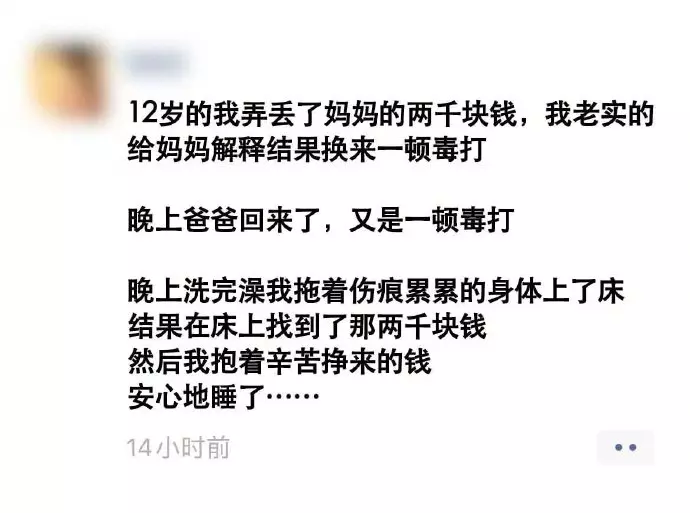 12岁的我弄丢了妈妈的两千块钱，我老实的
给妈妈解释结果换来一顿毒打
晚上爸爸回来了，又是一顿毒打
晚上洗完澡我拖着伤痕累累的身体上了床
结果在床上找到了那两千块钱
然后我抱着辛苦挣来的钱
安心地睡了……
14小时前